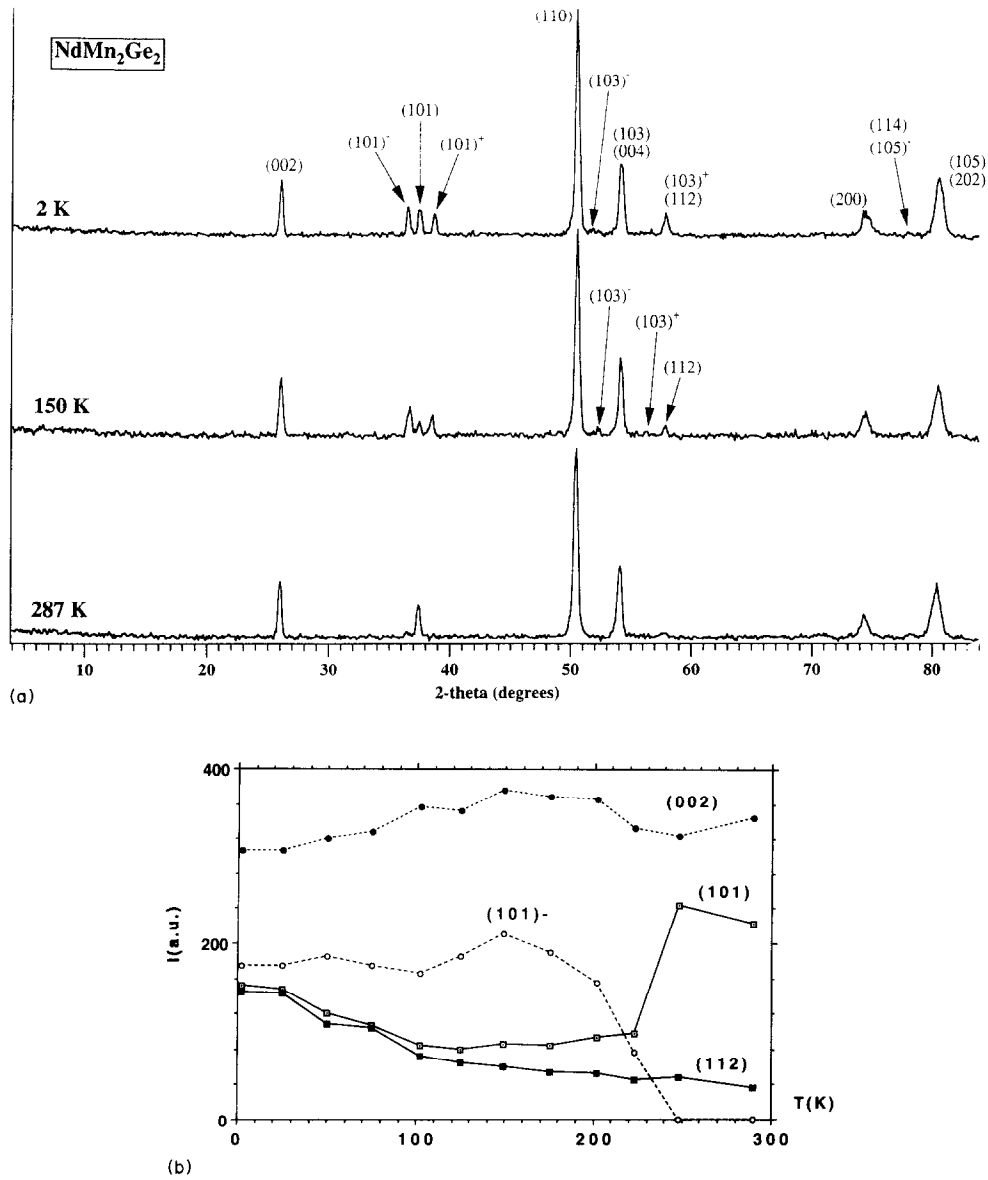 NdMn₂Ge₂
(110)
(103)⁻
(101)
(101)⁻
(101)⁺
(002)
(103)
(004)
(103)⁺
(112)
(114)
(105)⁻
(200)
(105)
(202)
2 K
(103)⁻
(103)⁺
(112)
150 K
287 K
10 20 30 40 50 60 70 80
2-theta (degrees)
(a)
400
(002)
(101)
(101)-
I(a.u.)
200
(112)
T(K)
0
0 100 200 300
(b)